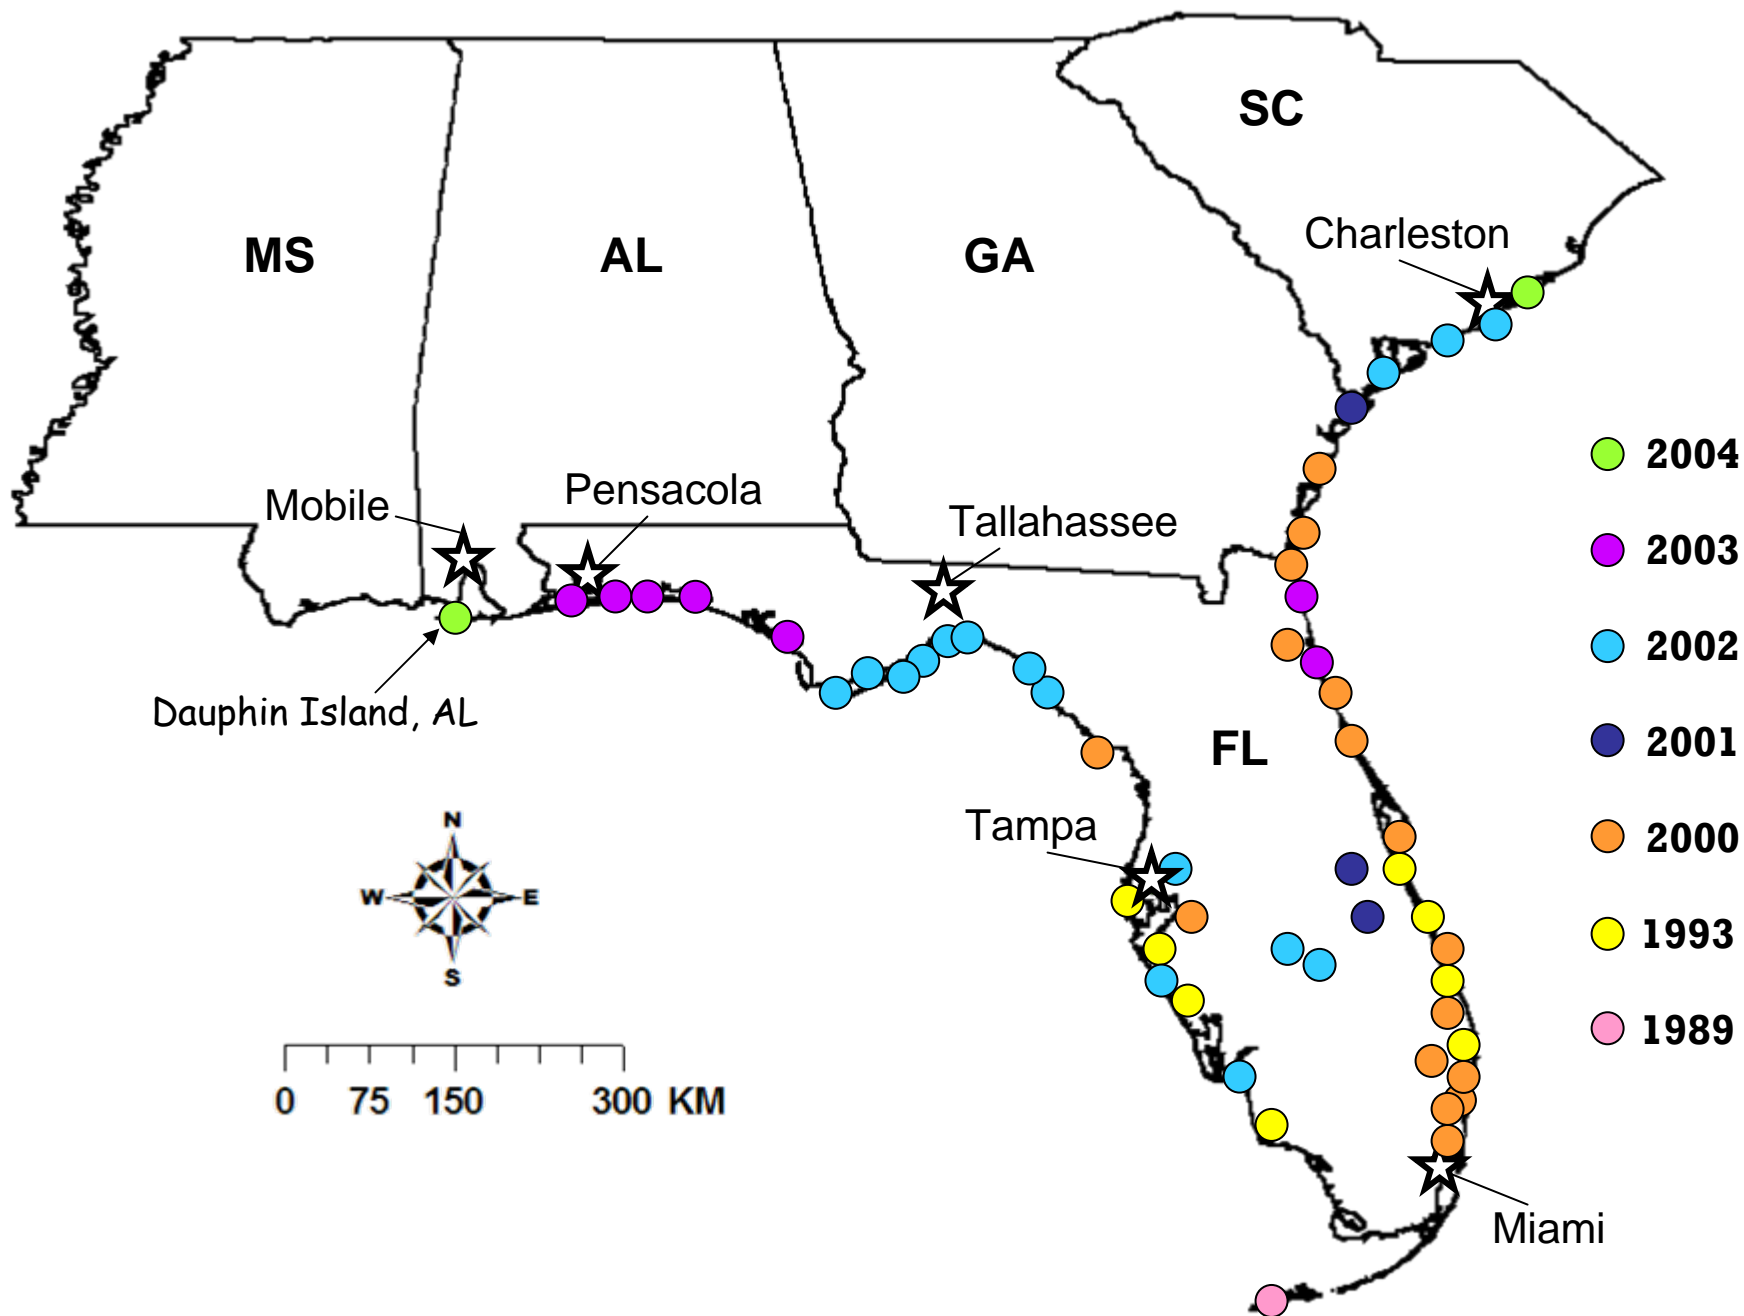 SC
Charleston
MS
AL
GA
2004
Mobile
Pensacola
Tallahassee
2003
2002
Dauphin Island, AL
FL
2001
Tampa
2000
N
W
E
S
1993
1989
0 75 150 300 KM
Miami